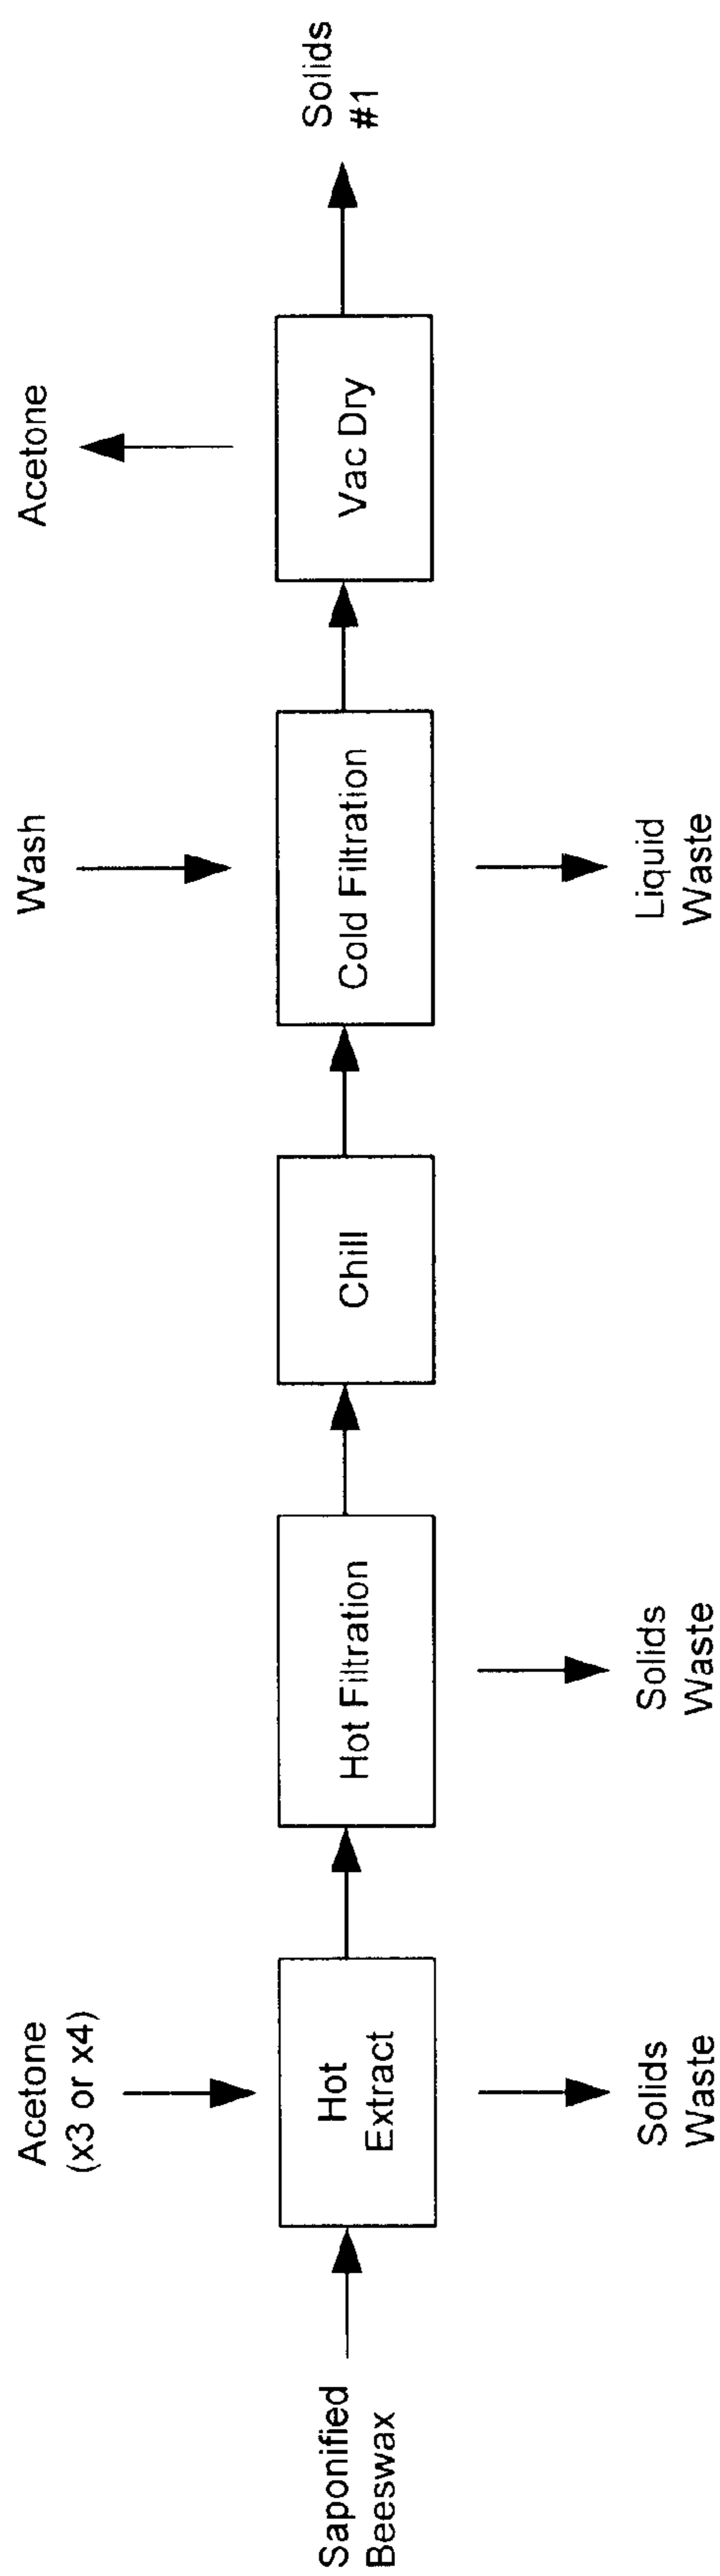 Saponified
Beeswax
Acetone
(x3 or x4)
Hot
Extract
Solids
Waste
Hot Filtration
Solids
Waste
Chill
Wash
Cold Filtration
Liquid
Waste
Acetone
Vac Dry
Solids
#1